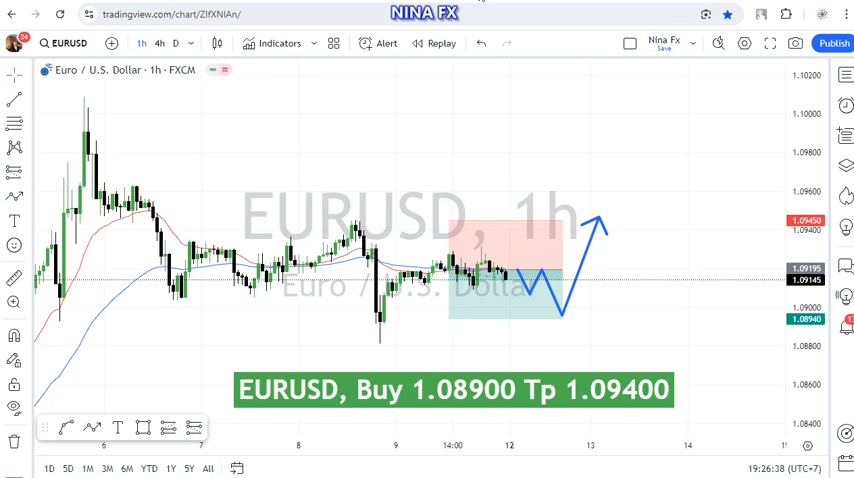 tradingview.com/chart/ZIfXNIAn/
NINA FX
24
EURUSD
1h 4h D
Indicators
Alert
Replay
Nina Fx
Save
Publish
Euro / U.S. Dollar · 1h · FXCM
EURUSD, 1h
Euro / U.S. Dollar
1.10200
1.10000
1.09800
1.09600
1.09450
1.09400
1.09195
1.09145
1.09000
1.08940
1.08800
1.08600
1.08400
EURUSD, Buy 1.08900 Tp 1.09400
6 7 8 9 14:00 12 13 14
1D 5D 1M 3M 6M YTD 1Y 5Y All
19:26:38 (UTC+7)